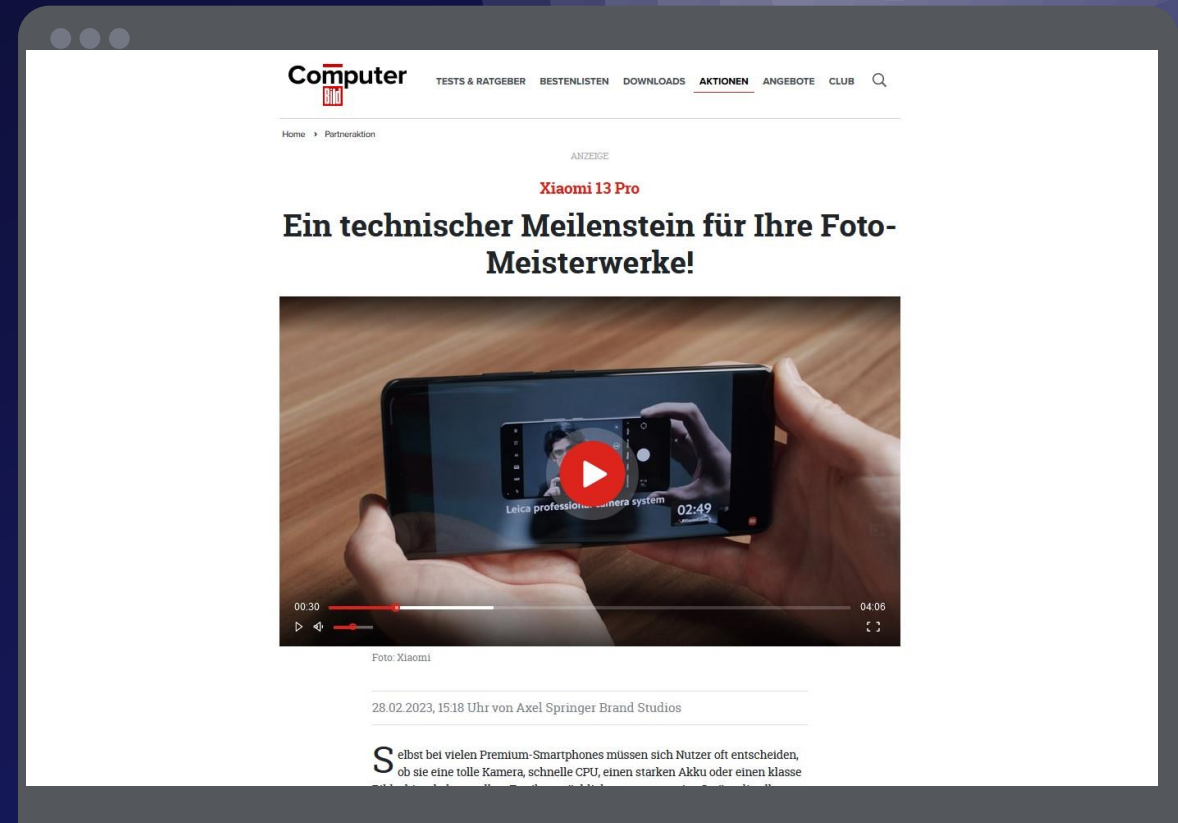 Computer
Bild
TESTS & RATGEBER BESTENLISTEN DOWNLOADS AKTIONEN ANGEBOTE CLUB
Home › Partneraktion
ANZEIGE
Xiaomi 13 Pro
Ein technischer Meilenstein für Ihre Foto-
Meisterwerke!
Leica professional camera system
02:49
00:30
04:06
Foto: Xiaomi
28.02.2023, 15:18 Uhr von Axel Springer Brand Studios
Selbst bei vielen Premium-Smartphones müssen sich Nutzer oft entscheiden,
ob sie eine tolle Kamera, schnelle CPU, einen starken Akku oder einen klasse